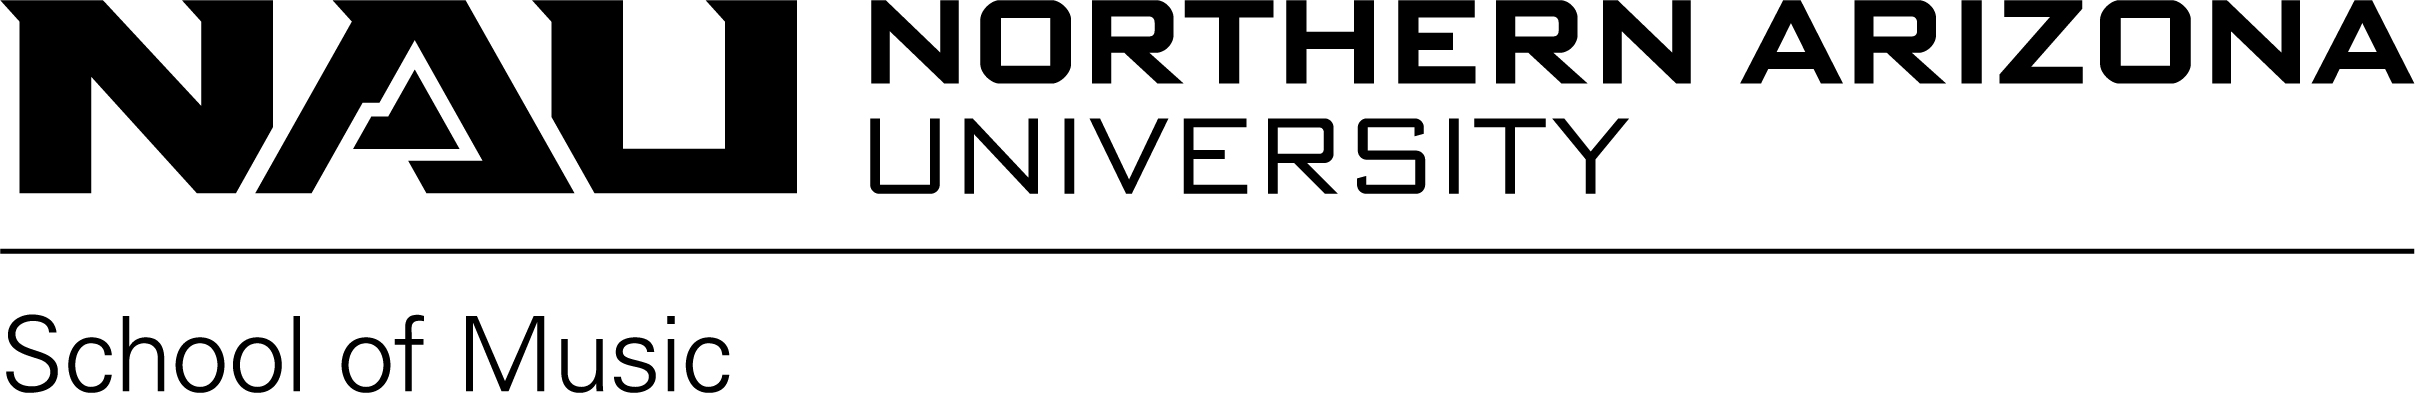 NAU NORTHERN ARIZONA
UNIVERSITY
School of Music